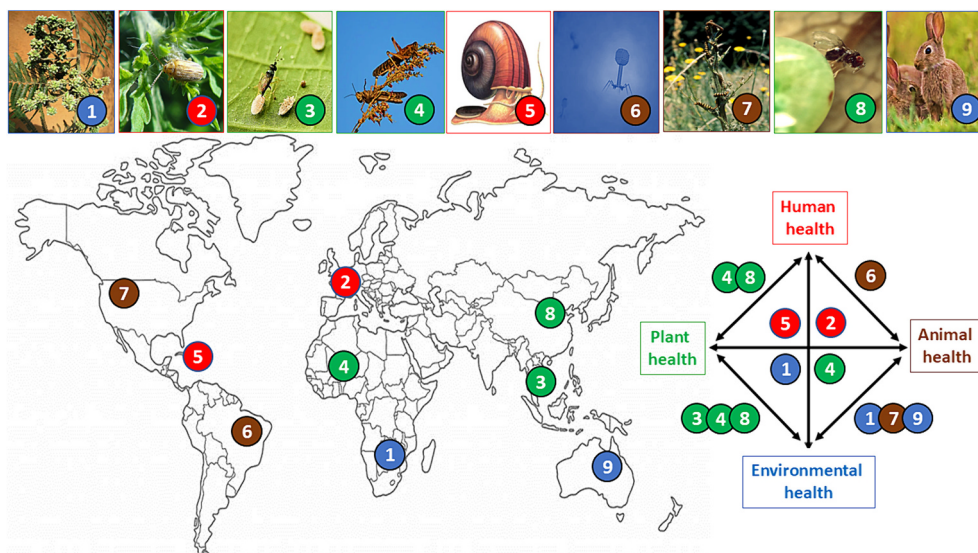 1 2 3 4 5 6 7 8 9
Human
health
4 8
6
7
2
8
5
5 2
Plant
health
Animal
health
4
1 4
3
3 4 8
1 7 9
6
1
9
Environmental
health